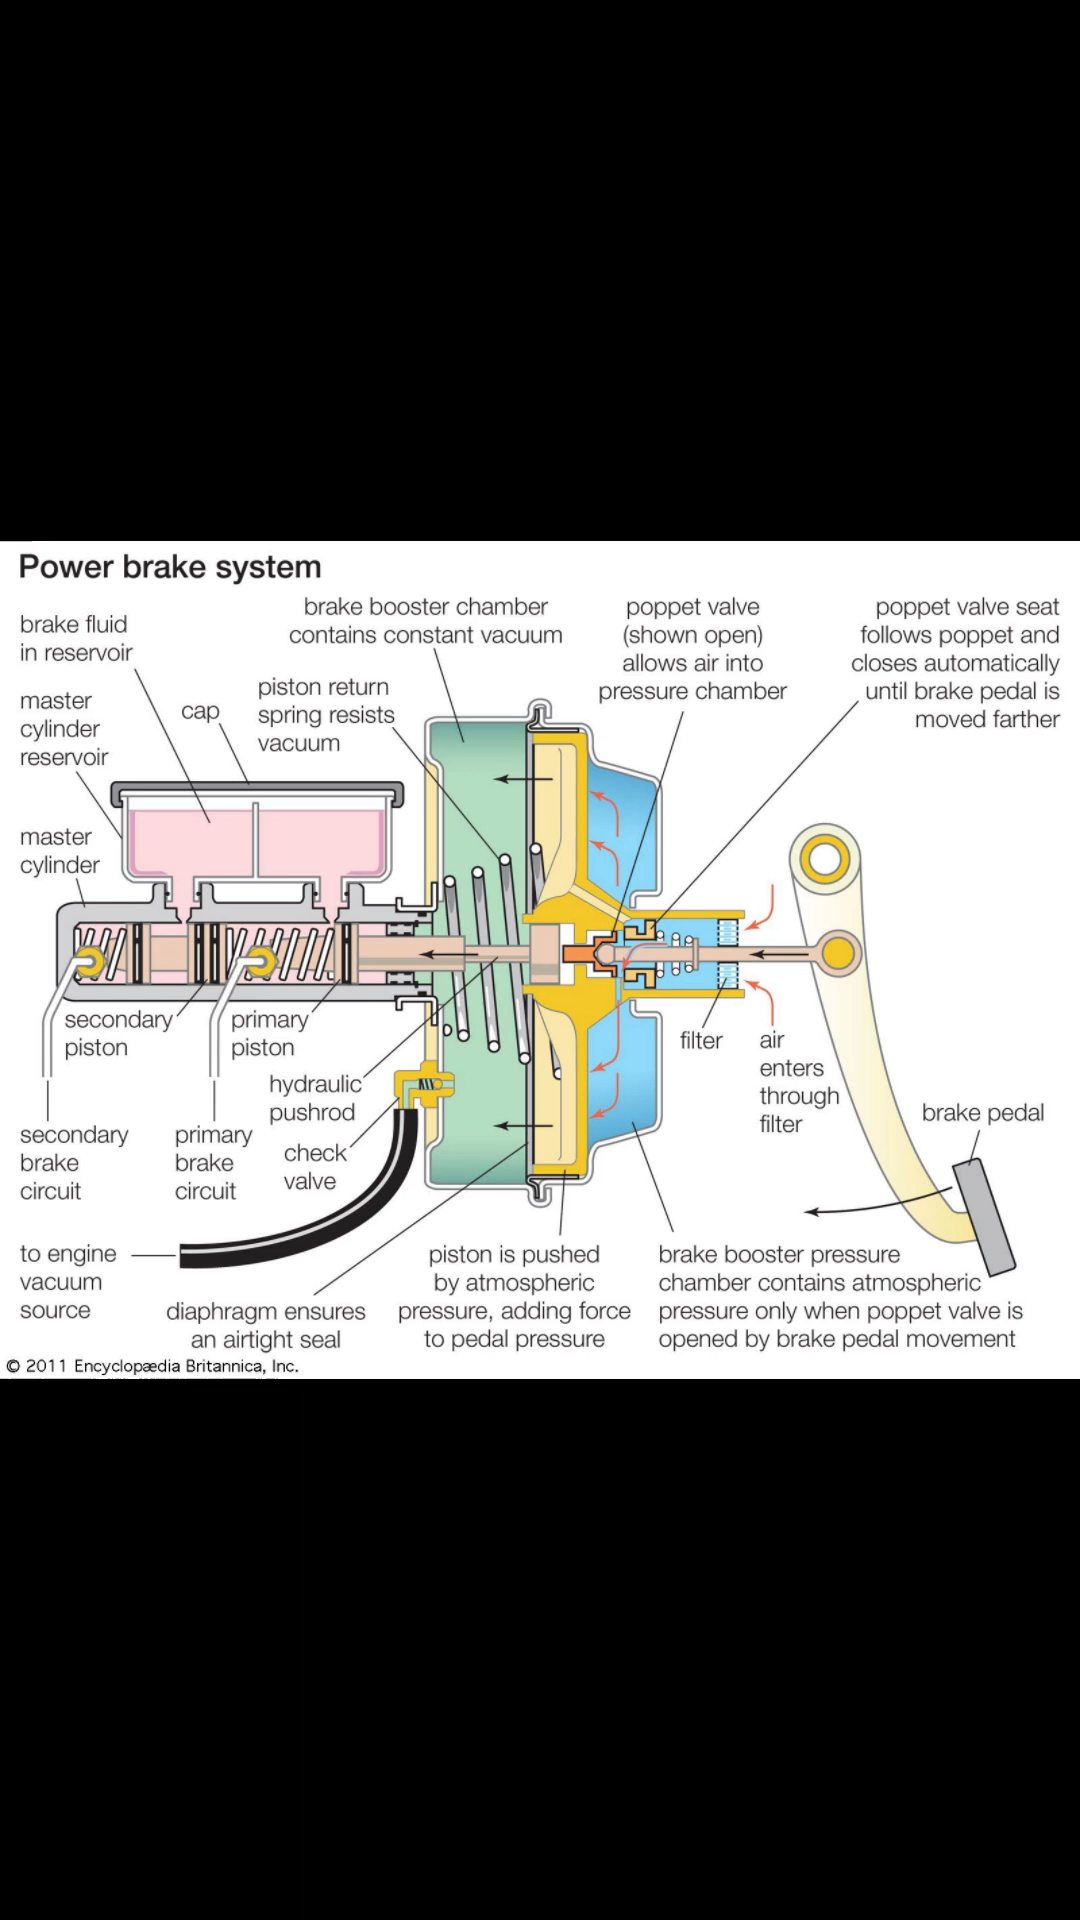 Power brake system
brake fluid
in reservoir
master
cylinder
reservoir
cap
piston return
spring resists
vacuum
brake booster chamber
contains constant vacuum
poppet valve
(shown open)
allows air into
pressure chamber
poppet valve seat
follows poppet and
closes automatically
until brake pedal is
moved farther
master
cylinder
secondary
piston
primary
piston
hydraulic
pushrod
check
valve
filter
air
enters
through
filter
brake pedal
secondary
brake
circuit
primary
brake
circuit
to engine
vacuum
source
diaphragm ensures
an airtight seal
piston is pushed
by atmospheric
pressure, adding force
to pedal pressure
brake booster pressure
chamber contains atmospheric
pressure only when poppet valve is
opened by brake pedal movement
© 2011 Encyclopædia Britannica, Inc.